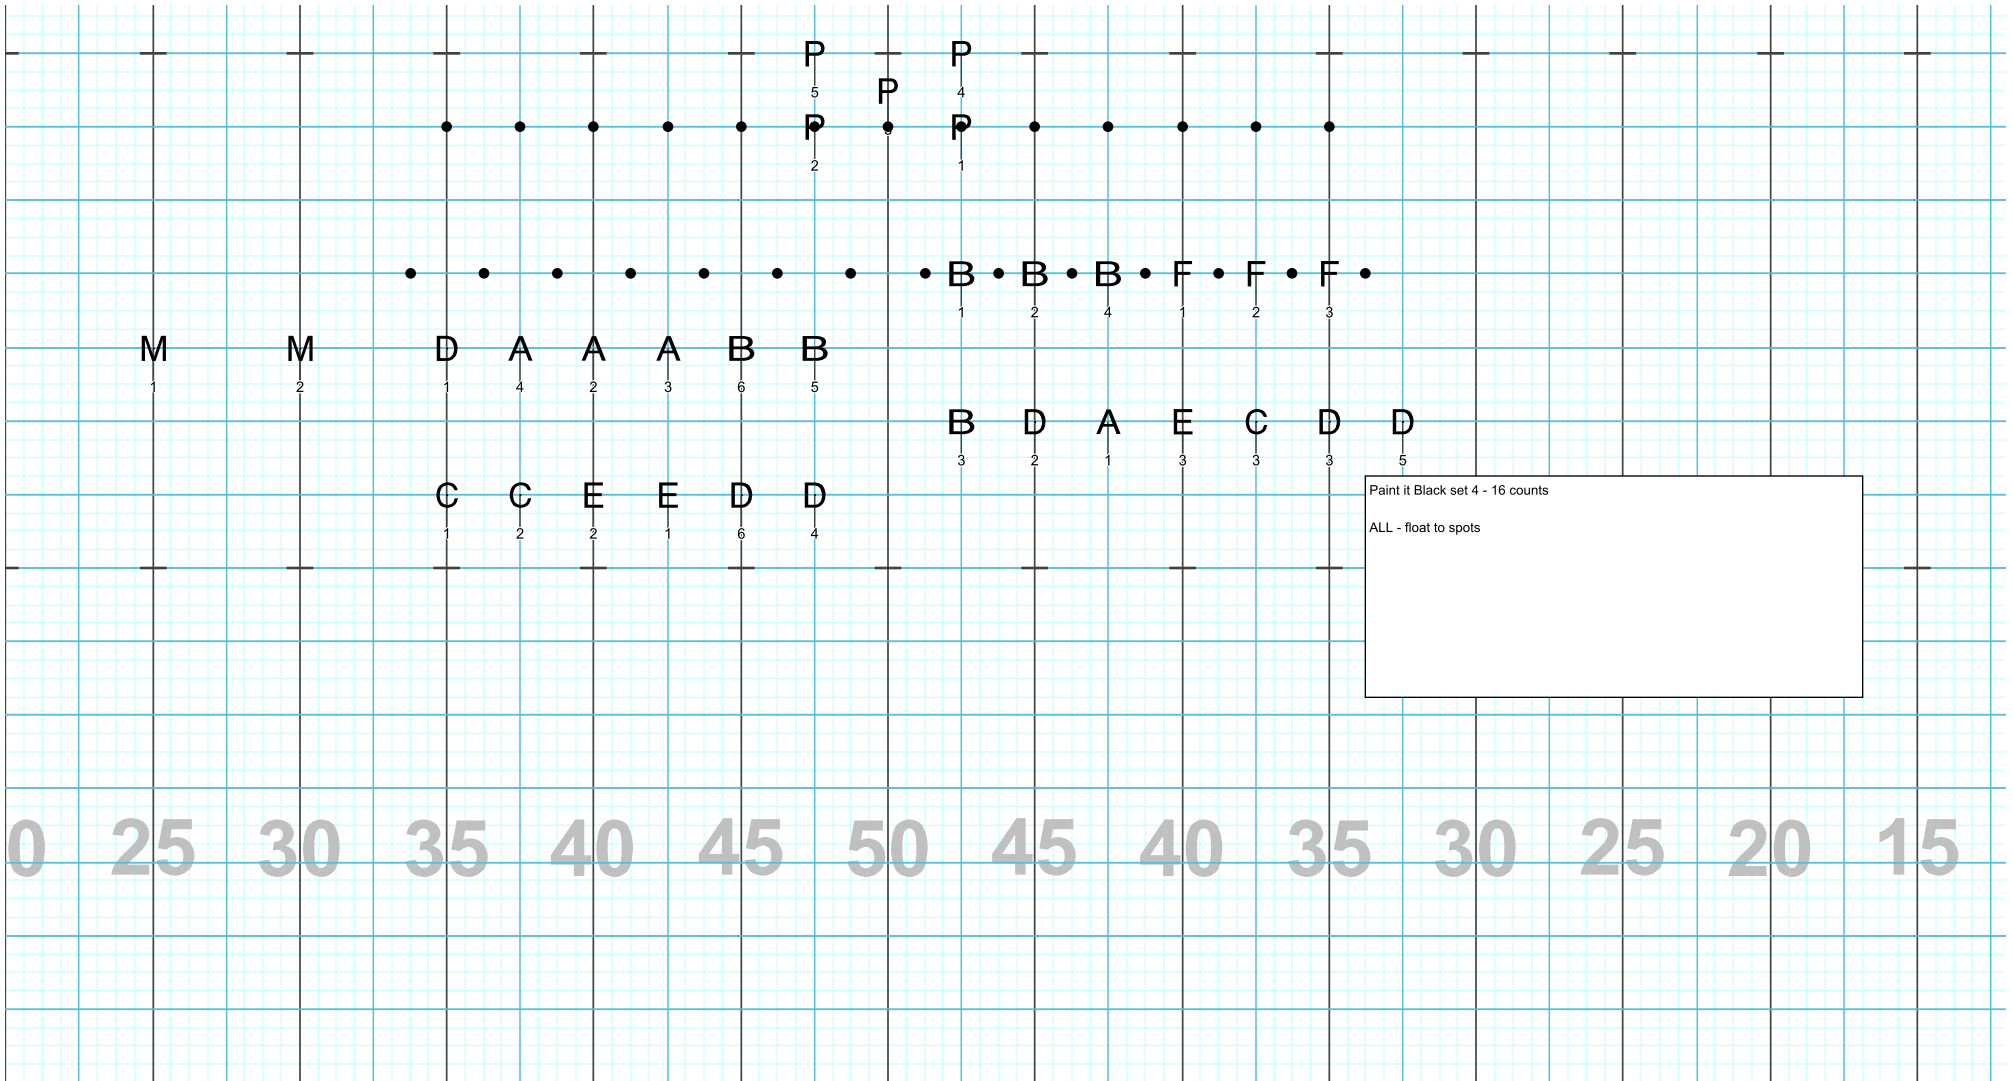 P P
5 4
P
3
P P
2 1
B B B F F F
1 2 4 1 2 3
M M D A A A B B
1 2 1 4 2 3 6 5
B D A E C D D
3 2 1 3 3 3 5
C C E E D D
1 2 2 1 6 4
Paint it Black set 4 - 16 counts
ALL - float to spots
0 25 30 35 40 45 50 45 40 35 30 25 20 15